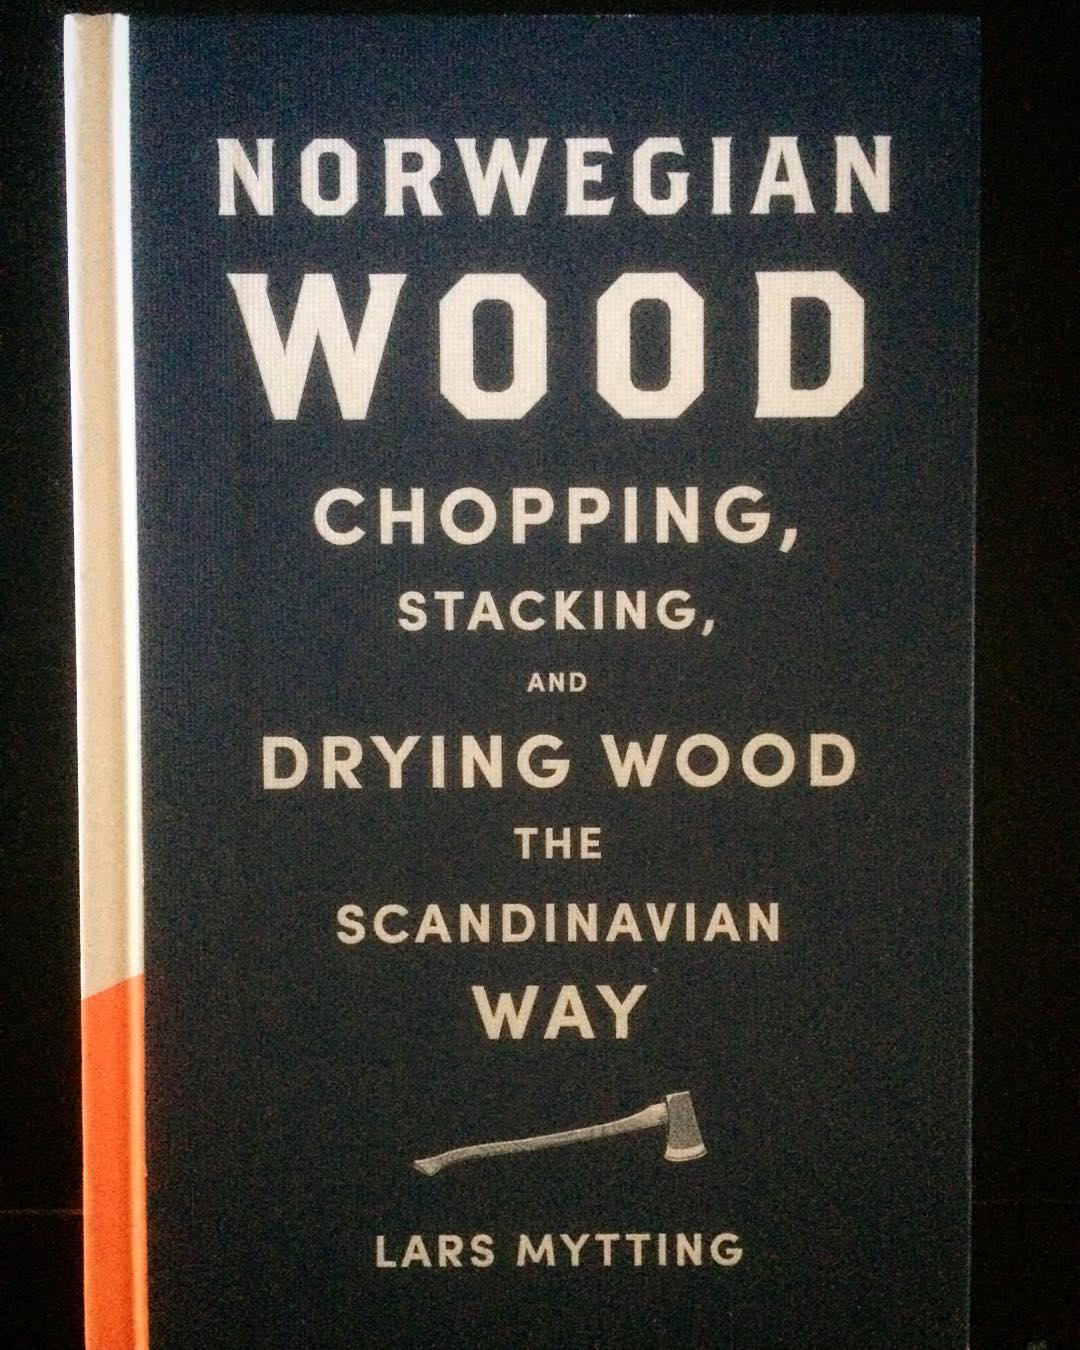 NORWEGIAN
WOOD
CHOPPING,
STACKING,
AND
DRYING WOOD
THE
SCANDINAVIAN
WAY
LARS MYTTING